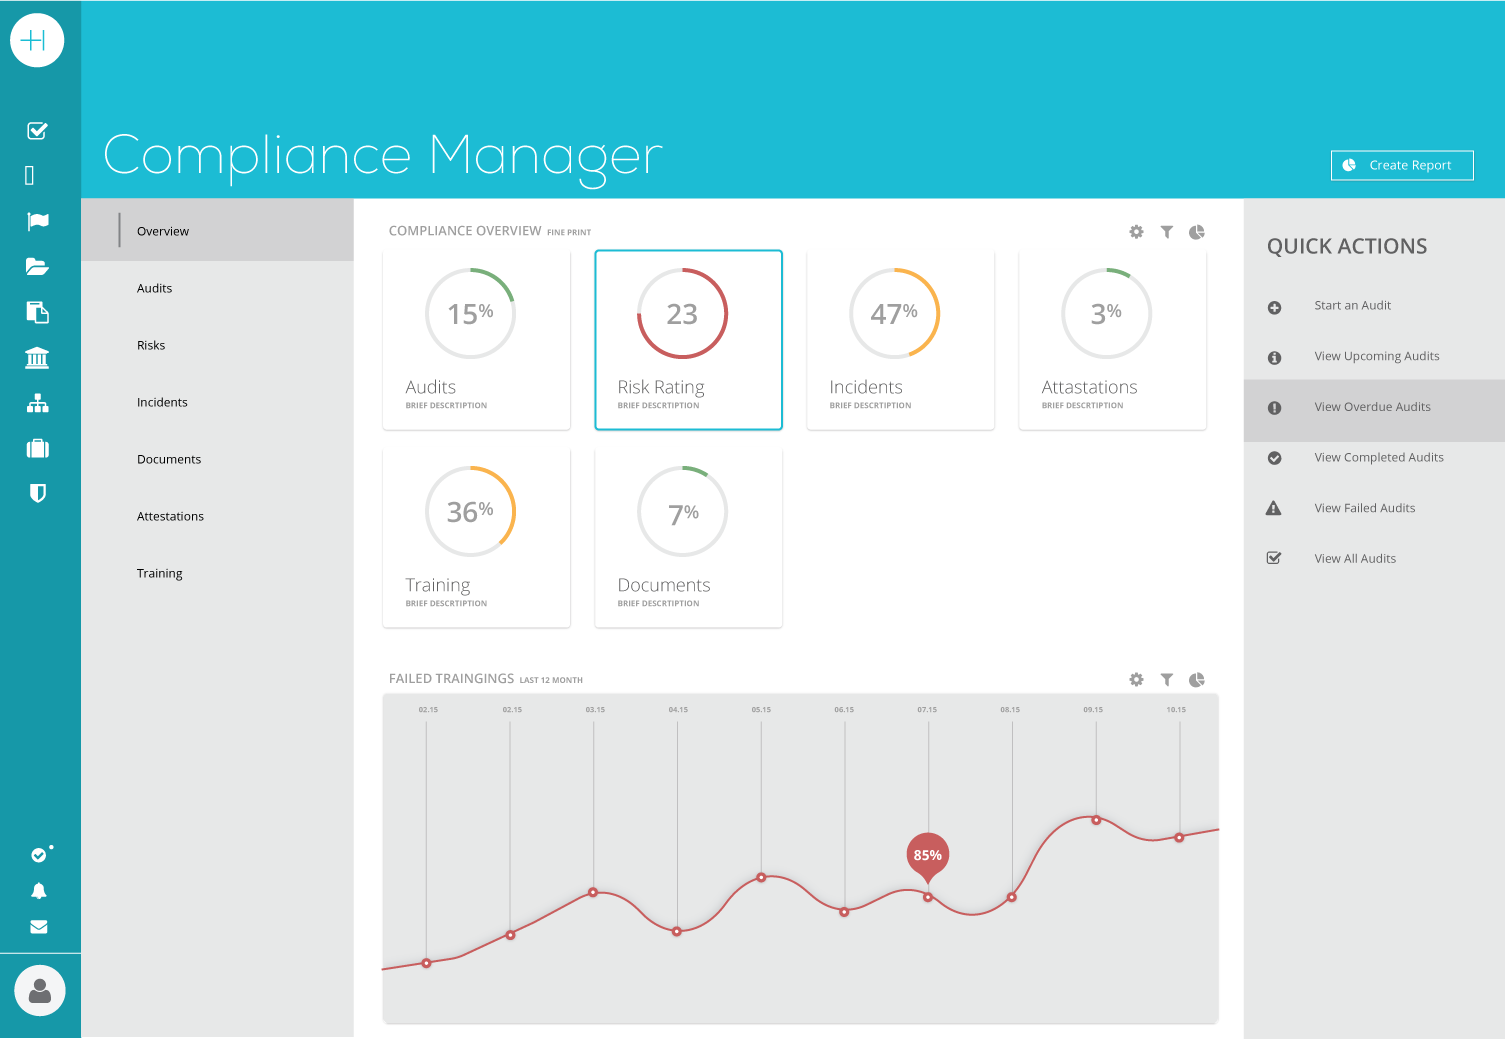 Compliance Manager
Create Report
Overview
Audits
Risks
Incidents
Documents
Attestations
Training
COMPLIANCE OVERVIEW FINE PRINT
15%
Audits
BRIEF DESCRTIPTION
23
Risk Rating
BRIEF DESCRTIPTION
47%
Incidents
BRIEF DESCRTIPTION
3%
Attastations
BRIEF DESCRTIPTION
36%
Training
BRIEF DESCRTIPTION
7%
Documents
BRIEF DESCRTIPTION
FAILED TRAINGINGS LAST 12 MONTH
02.15 02.15 03.15 04.15 05.15 06.15 07.15 08.15 09.15 10.15
85%
QUICK ACTIONS
Start an Audit
View Upcoming Audits
View Overdue Audits
View Completed Audits
View Failed Audits
View All Audits